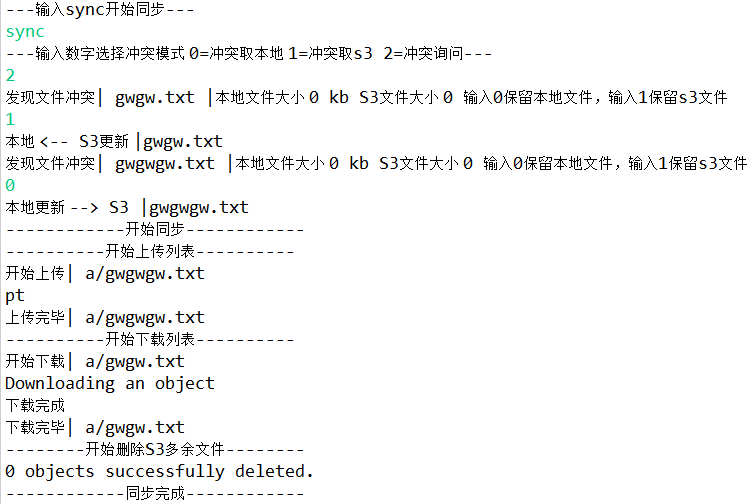 ---输入sync开始同步---
sync
---输入数字选择冲突模式 0=冲突取本地 1=冲突取s3 2=冲突询问---
2
发现文件冲突| gwgw.txt |本地文件大小 0 kb S3文件大小 0 输入0保留本地文件，输入1保留s3文件
1
本地 <-- S3更新 |gwgw.txt
发现文件冲突| gwgwgw.txt |本地文件大小 0 kb S3文件大小 0 输入0保留本地文件，输入1保留s3文件
0
本地更新 --> S3 |gwgwgw.txt
------------开始同步------------
----------开始上传列表----------
开始上传| a/gwgwgw.txt
pt
上传完毕| a/gwgwgw.txt
----------开始下载列表----------
开始下载| a/gwgw.txt
Downloading an object
下载完成
下载完毕| a/gwgw.txt
--------开始删除S3多余文件--------
0 objects successfully deleted.
------------同步完成------------